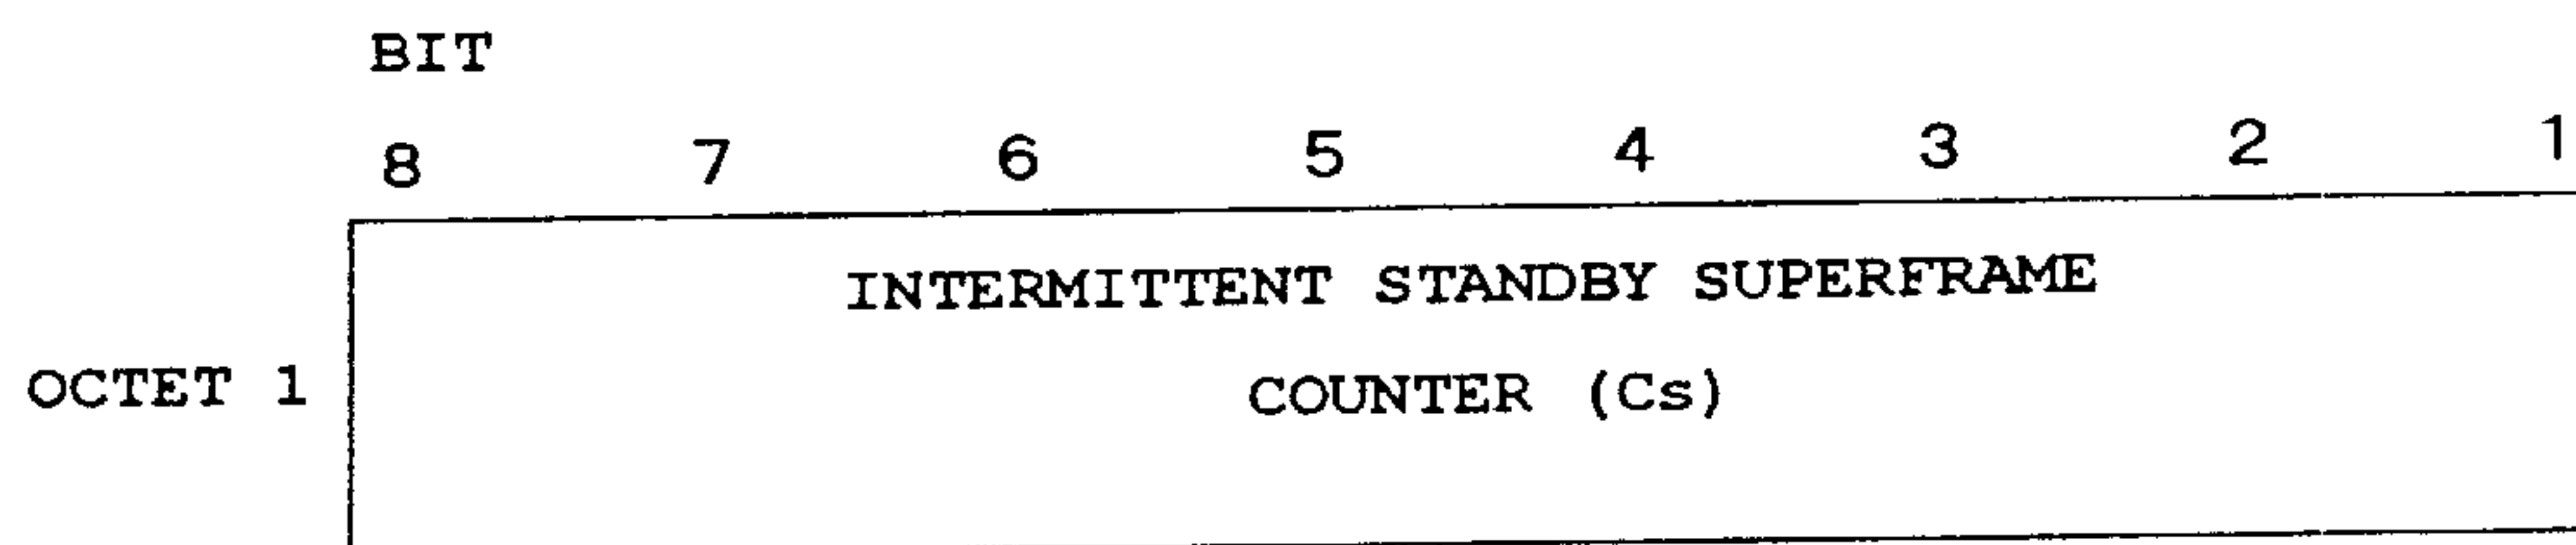 BIT
8 7 6 5 4 3 2 1
INTERMITTENT STANDBY SUPERFRAME
OCTET 1 COUNTER (Cs)